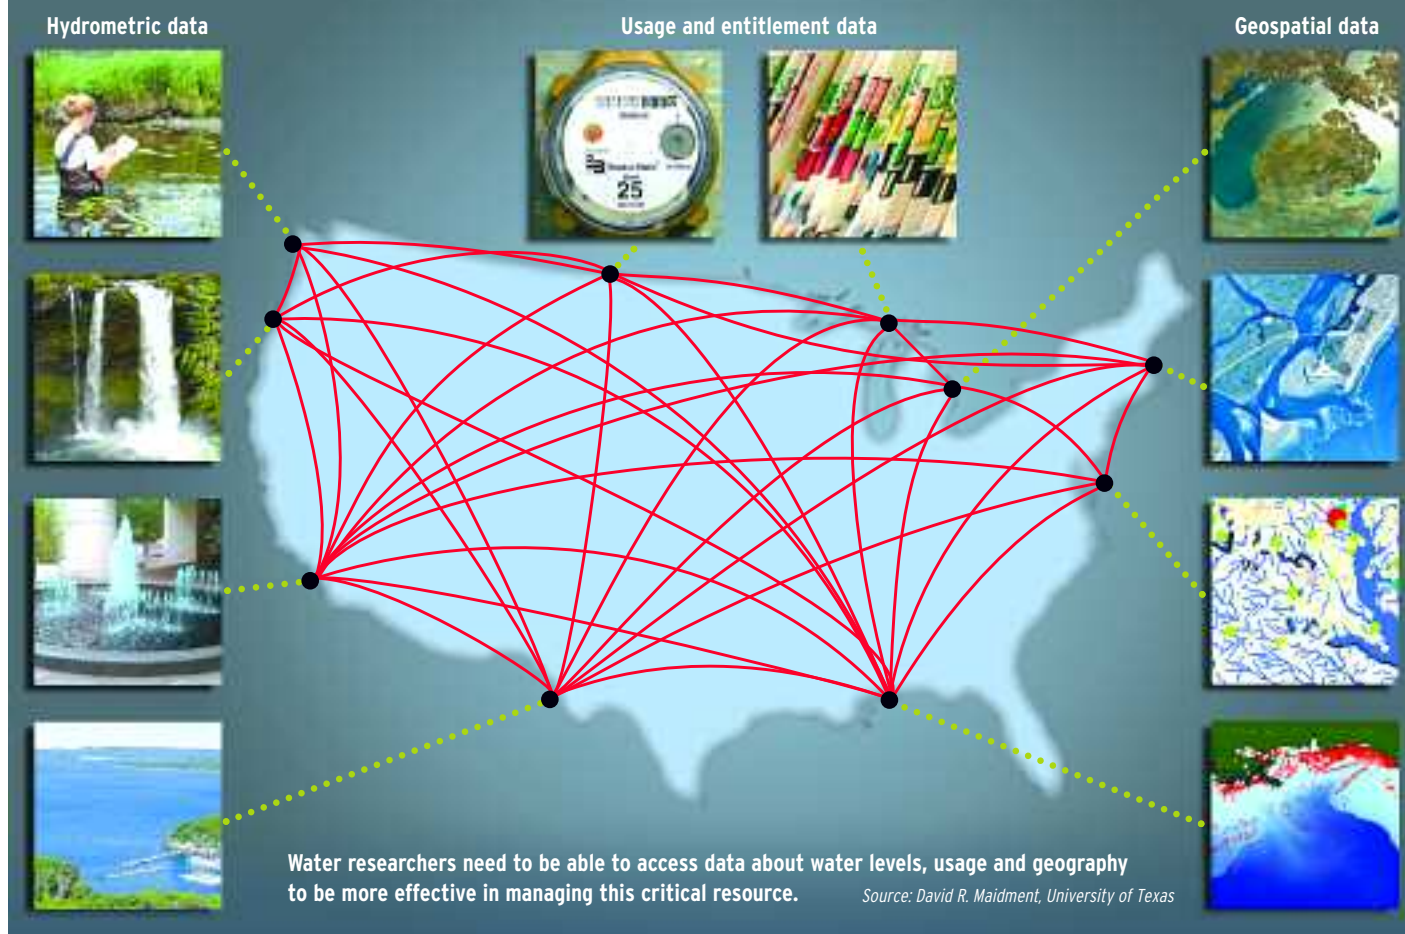 Hydrometric data
Usage and entitlement data
Geospatial data
25
Water researchers need to be able to access data about water levels, usage and geography
to be more effective in managing this critical resource.
Source: David R. Maidment, University of Texas